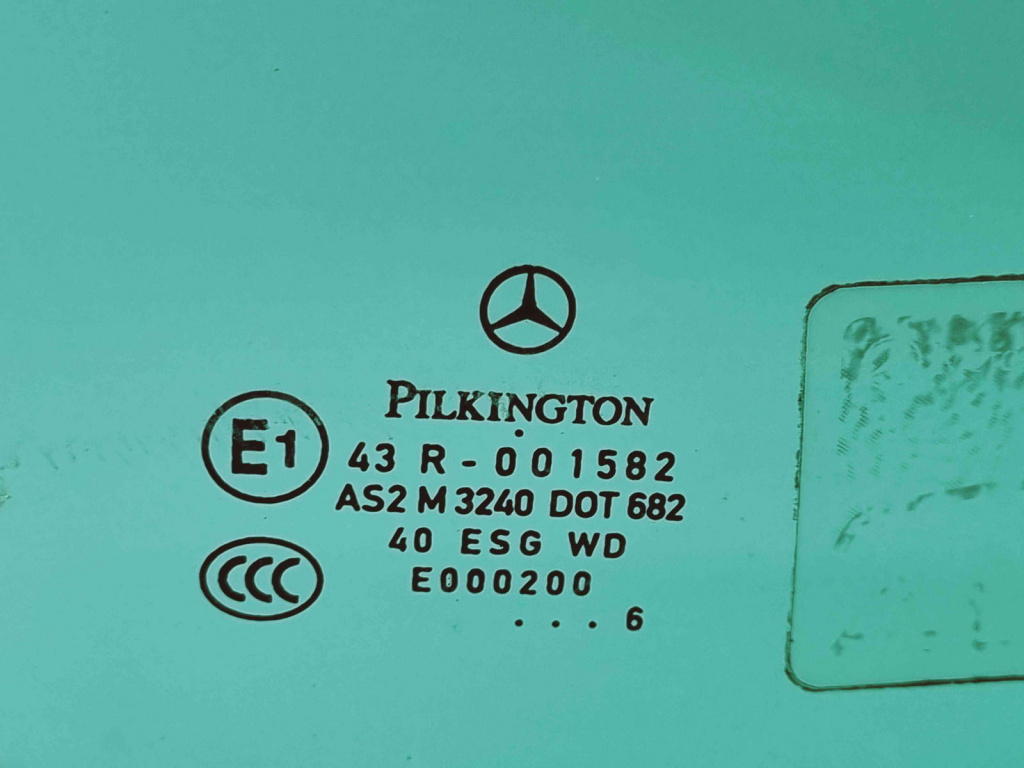 PILKINGTON
E1
43 R - 001582
AS2 M 3240 DOT 682
40 ESG WD
CCC
E000200
. . . 6